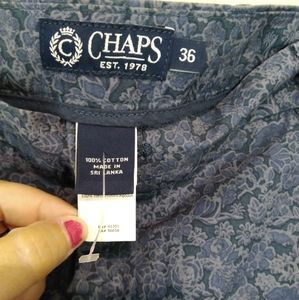 C
CHAPS
EST. 1978
36
100% COTTON
MADE IN
SRI LANKA